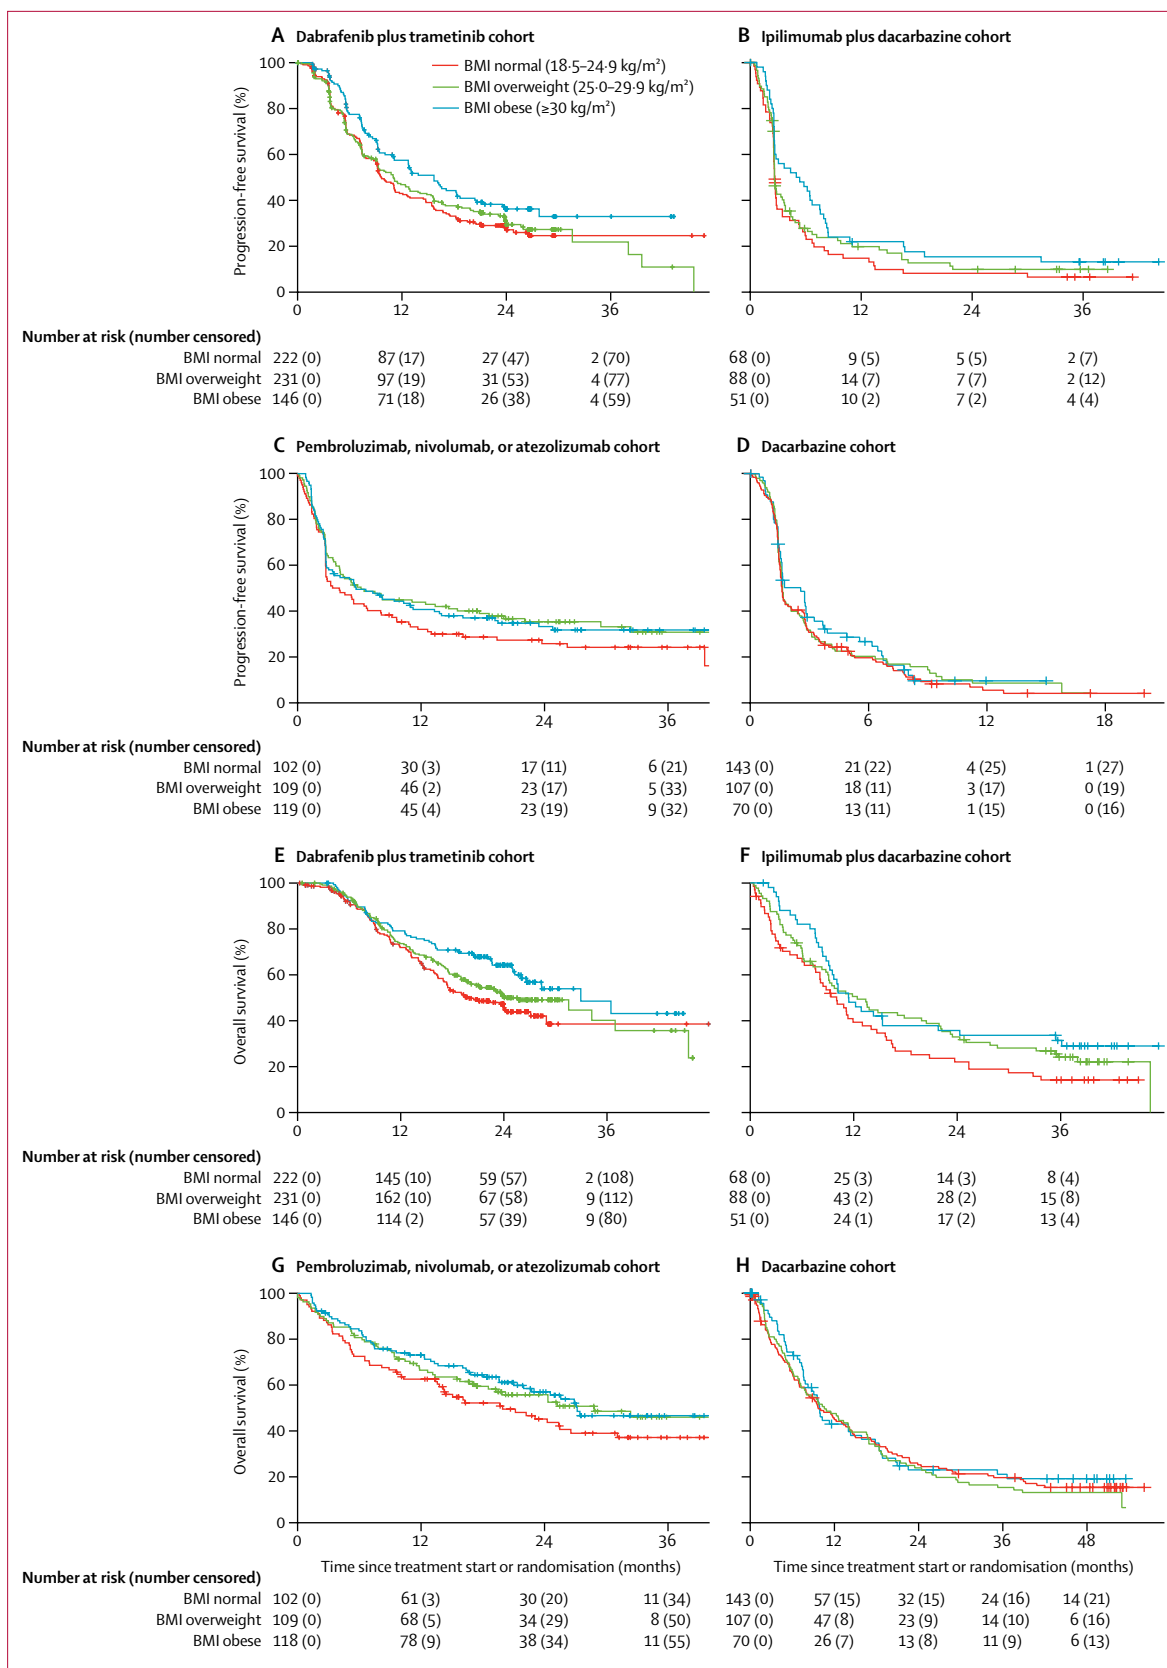 A Dabrafenib plus trametinib cohort
B Ipilimumab plus dacarbazine cohort
BMI normal (18·5–24·9 kg/m²)
BMI overweight (25·0–29·9 kg/m²)
BMI obese (≥30 kg/m²)
Progression-free survival (%)
100
80
60
40
20
0
0 12 24 36 0 12 24 36
Number at risk (number censored)
BMI normal 222 (0) 87 (17) 27 (47) 2 (70) 68 (0) 9 (5) 5 (5) 2 (7)
BMI overweight 231 (0) 97 (19) 31 (53) 4 (77) 88 (0) 14 (7) 7 (7) 2 (12)
BMI obese 146 (0) 71 (18) 26 (38) 4 (59) 51 (0) 10 (2) 7 (2) 4 (4)
C Pembroluzimab, nivolumab, or atezolizumab cohort
D Dacarbazine cohort
Progression-free survival (%)
100
80
60
40
20
0
0 12 24 36 0 6 12 18
Number at risk (number censored)
BMI normal 102 (0) 30 (3) 17 (11) 6 (21) 143 (0) 21 (22) 4 (25) 1 (27)
BMI overweight 109 (0) 46 (2) 23 (17) 5 (33) 107 (0) 18 (11) 3 (17) 0 (19)
BMI obese 119 (0) 45 (4) 23 (19) 9 (32) 70 (0) 13 (11) 1 (15) 0 (16)
E Dabrafenib plus trametinib cohort
F Ipilimumab plus dacarbazine cohort
Overall survival (%)
100
80
60
40
20
0
0 12 24 36 0 12 24 36
Number at risk (number censored)
BMI normal 222 (0) 145 (10) 59 (57) 2 (108) 68 (0) 25 (3) 14 (3) 8 (4)
BMI overweight 231 (0) 162 (10) 67 (58) 9 (112) 88 (0) 43 (2) 28 (2) 15 (8)
BMI obese 146 (0) 114 (2) 57 (39) 9 (80) 51 (0) 24 (1) 17 (2) 13 (4)
G Pembroluzimab, nivolumab, or atezolizumab cohort
H Dacarbazine cohort
Overall survival (%)
100
80
60
40
20
0
0 12 24 36 0 12 24 36 48
Time since treatment start or randomisation (months) Time since treatment start or randomisation (months)
Number at risk (number censored)
BMI normal 102 (0) 61 (3) 30 (20) 11 (34) 143 (0) 57 (15) 32 (15) 24 (16) 14 (21)
BMI overweight 109 (0) 68 (5) 34 (29) 8 (50) 107 (0) 47 (8) 23 (9) 14 (10) 6 (16)
BMI obese 118 (0) 78 (9) 38 (34) 11 (55) 70 (0) 26 (7) 13 (8) 11 (9) 6 (13)